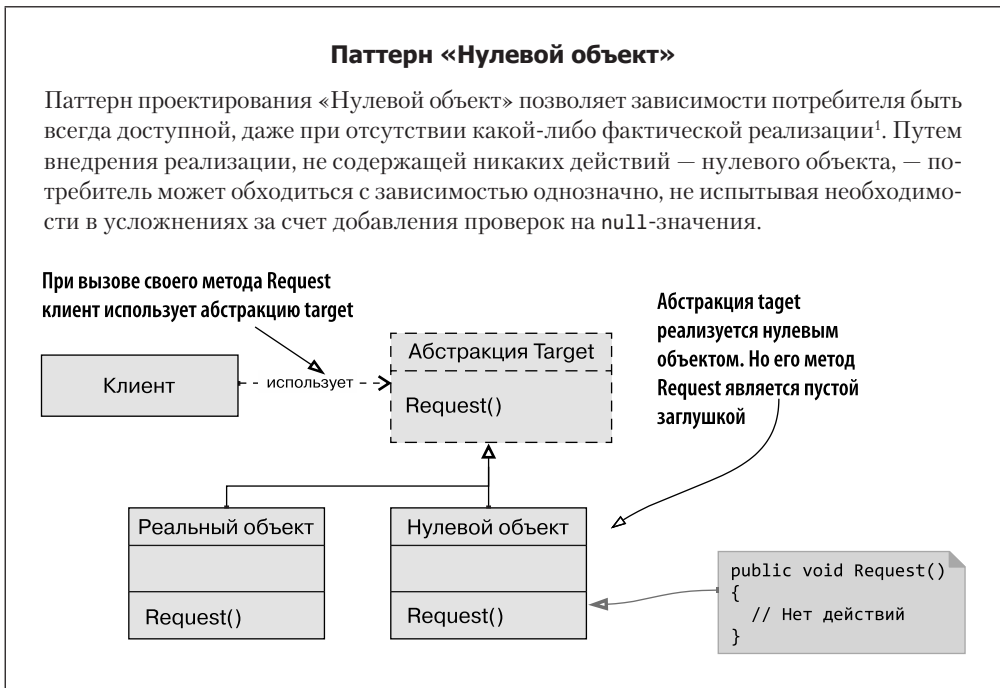 Паттерн «Нулевой объект»
Паттерн проектирования «Нулевой объект» позволяет зависимости потребителя быть
всегда доступной, даже при отсутствии какой-либо фактической реализации¹. Путем
внедрения реализации, не содержащей никаких действий — нулевого объекта, — по-
требитель может обходиться с зависимостью однозначно, не испытывая необходимо-
сти в усложнениях за счет добавления проверок на null-значения.
При вызове своего метода Request
клиент использует абстракцию target
Абстракция taget
реализуется нулевым
объектом. Но его метод
Request является пустой
заглушкой
Клиент
использует
Абстракция Target
Request()
Реальный объект
Request()
Нулевой объект
Request()
public void Request()
{
// Нет действий
}